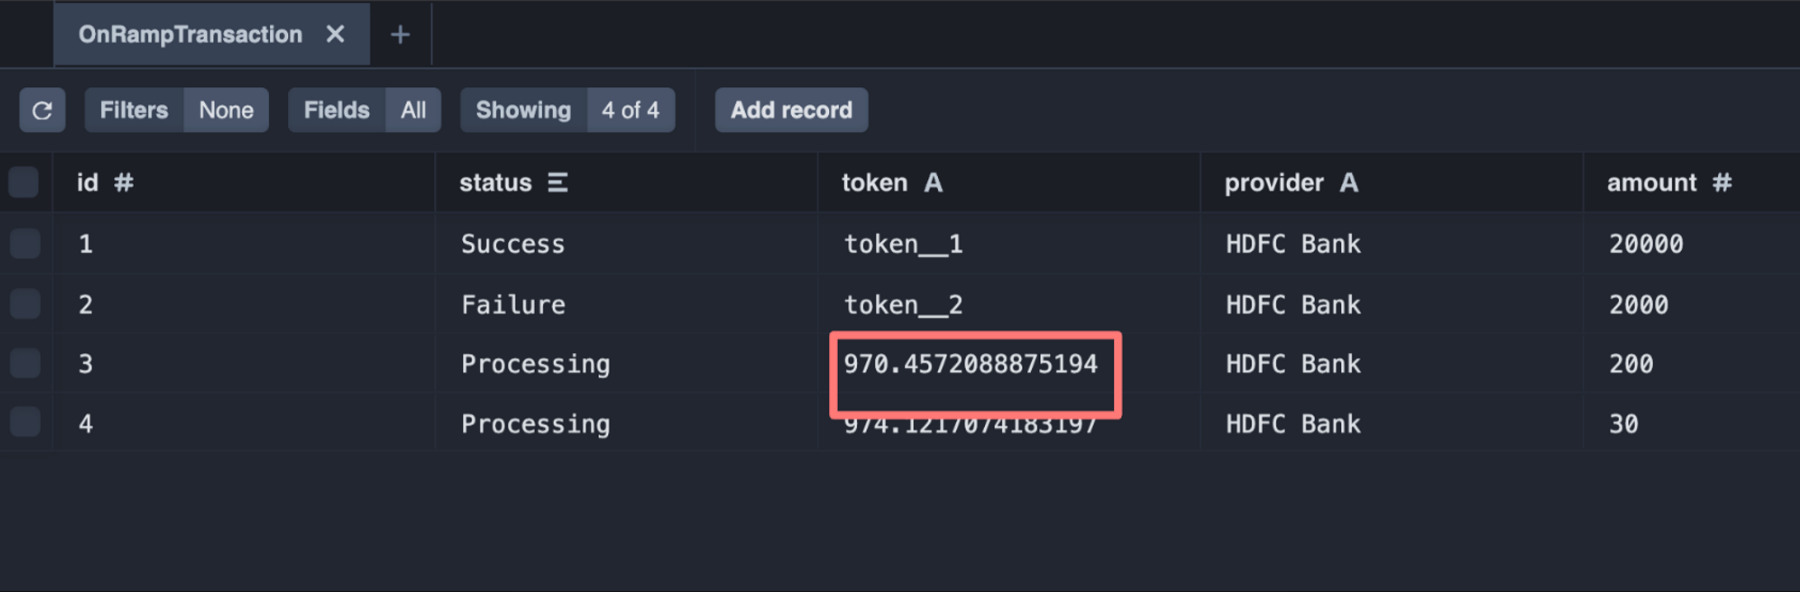 OnRampTransaction
Filters None Fields All Showing 4 of 4 Add record
id # status token A provider A amount #
1 Success token__1 HDFC Bank 20000
2 Failure token__2 HDFC Bank 2000
3 Processing 970.4572088875194 HDFC Bank 200
4 Processing 974.1217074183197 HDFC Bank 30